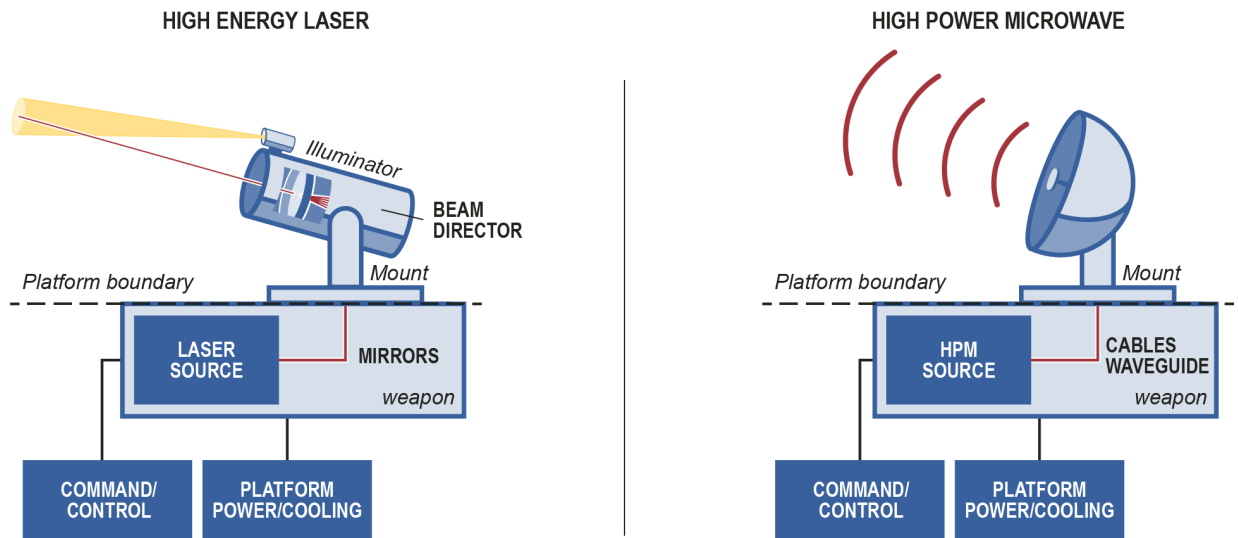 HIGH ENERGY LASER
Illuminator
BEAM
DIRECTOR
Platform boundary
Mount
LASER
SOURCE
MIRRORS
weapon
COMMAND/
CONTROL
PLATFORM
POWER/COOLING
HIGH POWER MICROWAVE
Platform boundary
Mount
HPM
SOURCE
CABLES
WAVEGUIDE
weapon
COMMAND/
CONTROL
PLATFORM
POWER/COOLING